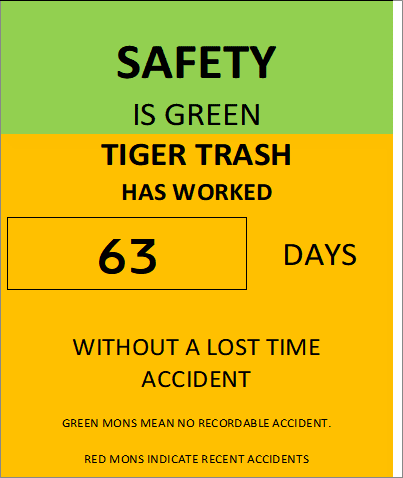 SAFETY
IS GREEN
TIGER TRASH
HAS WORKED
63 DAYS
WITHOUT A LOST TIME
ACCIDENT
GREEN MONS MEAN NO RECORDABLE ACCIDENT.
RED MONS INDICATE RECENT ACCIDENTS